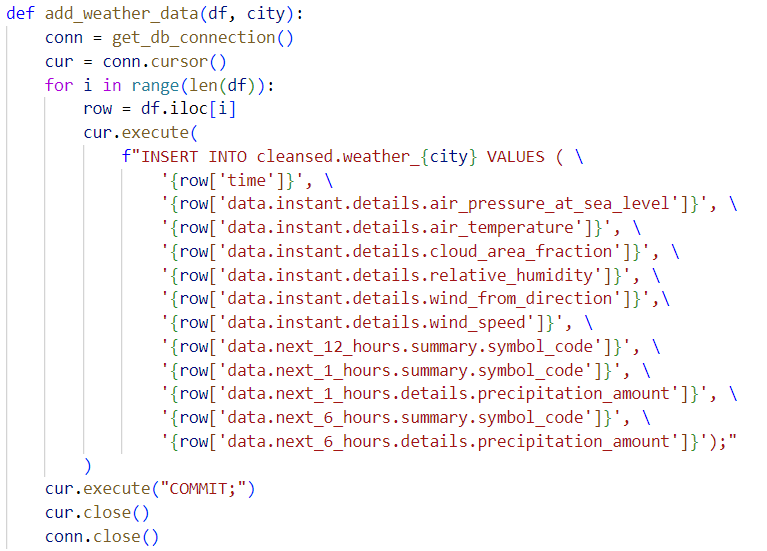 def add_weather_data(df, city):
    conn = get_db_connection()
    cur = conn.cursor()
    for i in range(len(df)):
        row = df.iloc[i]
        cur.execute(
            f"INSERT INTO cleansed.weather_{city} VALUES ( \
                '{row['time']}', \
                '{row['data.instant.details.air_pressure_at_sea_level']}', \
                '{row['data.instant.details.air_temperature']}', \
                '{row['data.instant.details.cloud_area_fraction']}', \
                '{row['data.instant.details.relative_humidity']}', \
                '{row['data.instant.details.wind_from_direction']}',\
                '{row['data.instant.details.wind_speed']}', \
                '{row['data.next_12_hours.summary.symbol_code']}', \
                '{row['data.next_1_hours.summary.symbol_code']}', \
                '{row['data.next_1_hours.details.precipitation_amount']}', \
                '{row['data.next_6_hours.summary.symbol_code']}', \
                '{row['data.next_6_hours.details.precipitation_amount']}');"
        )
    cur.execute("COMMIT;")
    cur.close()
    conn.close()